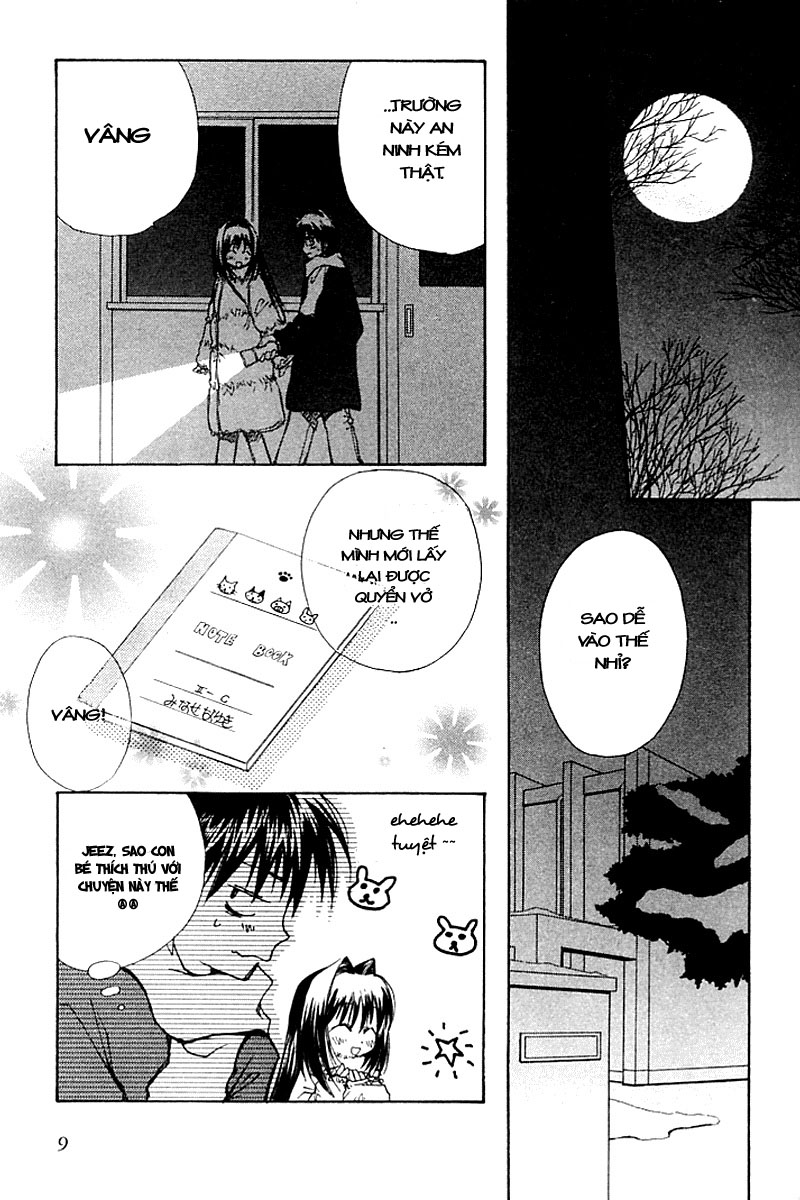 SAO DỄ
VÀO THẾ
NHỈ?
...TRƯỜNG
NÀY AN
NINH KÉM
THẬT.
VÂNG
NHƯNG THẾ
MÌNH MỚI LẤY
LẠI ĐƯỢC
QUYỂN VỞ
..
NOTE BOOK
II-C
VÂNG!
JEEZ, SAO CON
BÉ THÍCH THÚ VỚI
CHUYỆN NÀY THẾ
ehehehe
tuyệt ~~
9